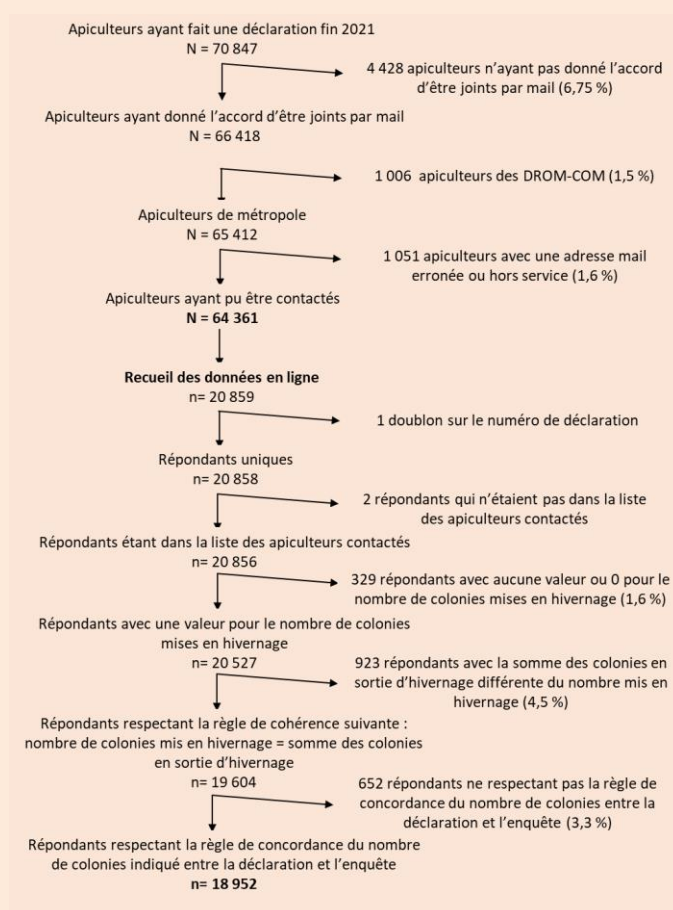 Apiculteurs ayant fait une déclaration fin 2021
N = 70 847
4 428 apiculteurs n’ayant pas donné l’accord
d’être joints par mail (6,75 %)
Apiculteurs ayant donné l’accord d’être joints par mail
N = 66 418
1 006 apiculteurs des DROM-COM (1,5 %)
Apiculteurs de métropole
N = 65 412
1 051 apiculteurs avec une adresse mail
erronée ou hors service (1,6 %)
Apiculteurs ayant pu être contactés
N = 64 361
Recueil des données en ligne
n= 20 859
1 doublon sur le numéro de déclaration
Répondants uniques
n= 20 858
2 répondants qui n’étaient pas dans la liste
des apiculteurs contactés
Répondants étant dans la liste des apiculteurs contactés
n= 20 856
329 répondants avec aucune valeur ou 0 pour le
nombre de colonies mises en hivernage (1,6 %)
Répondants avec une valeur pour le nombre de colonies
mises en hivernage
n= 20 527
923 répondants avec la somme des colonies en
sortie d’hivernage différente du nombre mis en
hivernage (4,5 %)
Répondants respectant la règle de cohérence suivante :
nombre de colonies mis en hivernage = somme des colonies
en sortie d’hivernage
n= 19 604
652 répondants ne respectant pas la règle de
concordance du nombre de colonies entre la
déclaration et l’enquête (3,3 %)
Répondants respectant la règle de concordance du nombre
de colonies indiqué entre la déclaration et l’enquête
n= 18 952